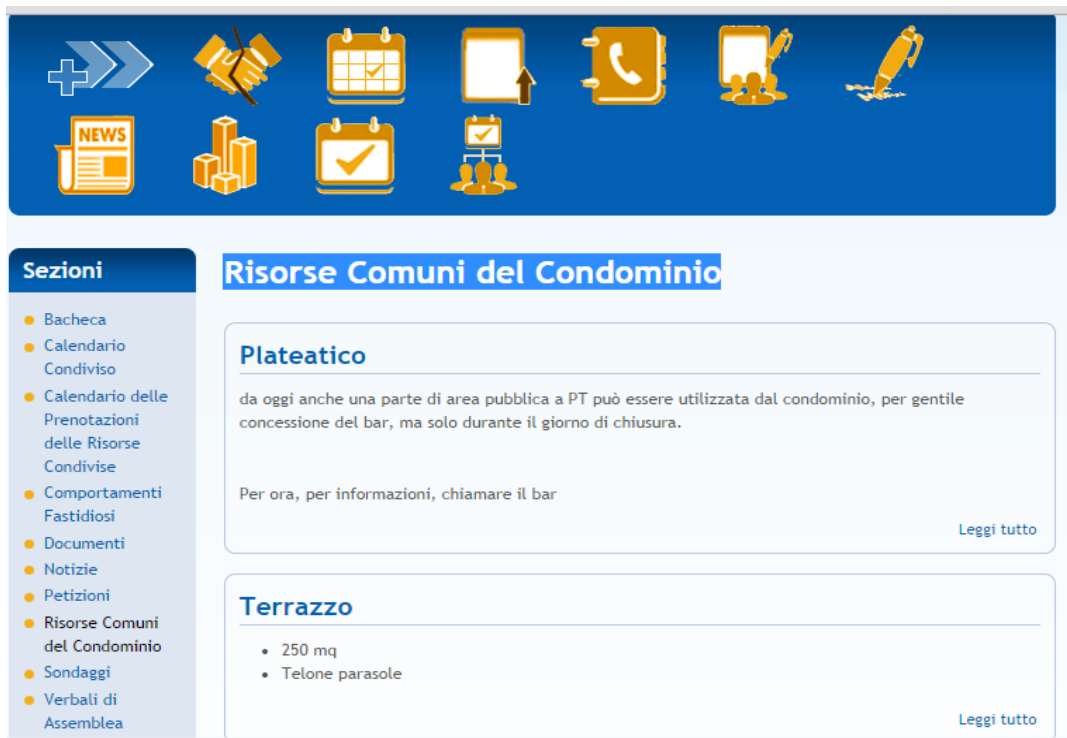 NEWS
Sezioni
Bacheca
Calendario
Condiviso
Calendario delle
Prenotazioni
delle Risorse
Condivise
Comportamenti
Fastidiosi
Documenti
Notizie
Petizioni
Risorse Comuni
del Condominio
Sondaggi
Verbali di
Assemblea
Risorse Comuni del Condominio
Plateatico
da oggi anche una parte di area pubblica a PT può essere utilizzata dal condominio, per gentile
concessione del bar, ma solo durante il giorno di chiusura.
Per ora, per informazioni, chiamare il bar
Leggi tutto
Terrazzo
250 mq
Telone parasole
Leggi tutto